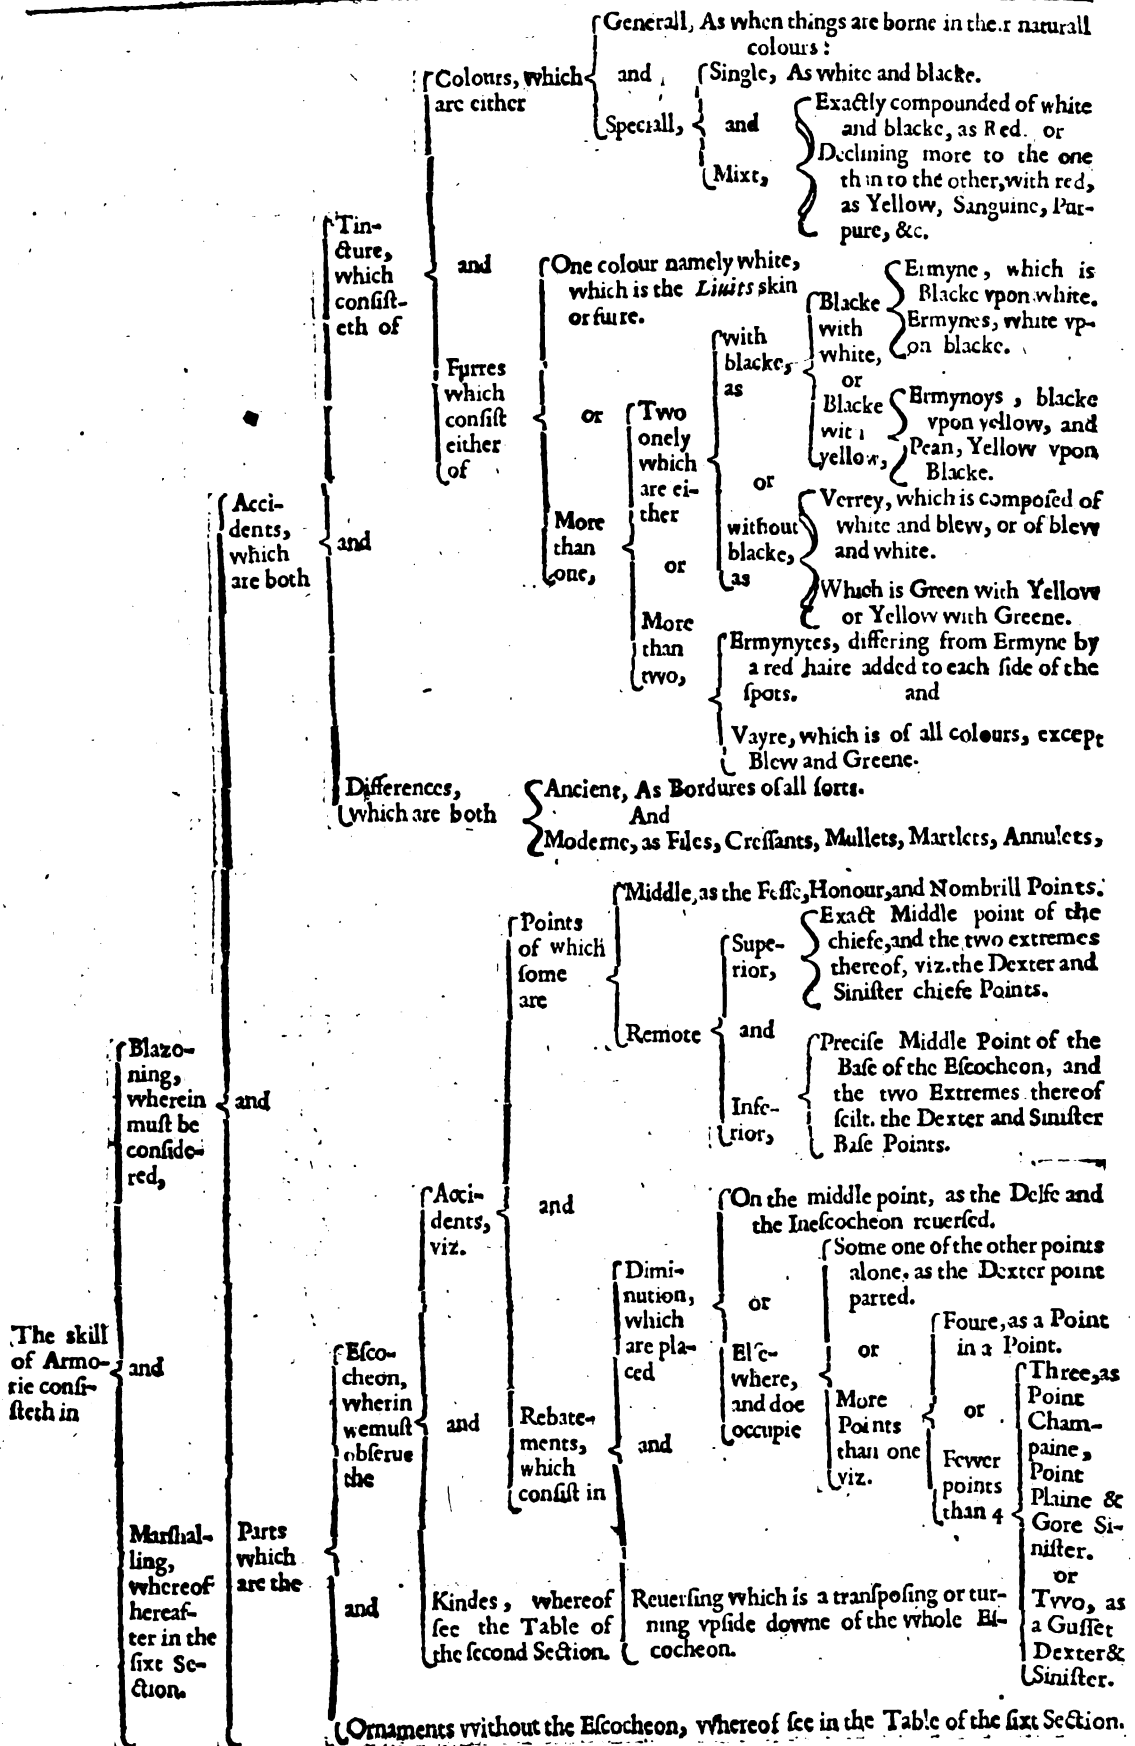 Generall, As when things are borne in their naturall
colours:
Colours, which
are either
and
Single, As white and blacke.
Speciall,
and
Mixt,
Exactly compounded of white
and blacke, as Red. or
Declining more to the one
than to the other, with red,
as Yellow, Sanguine, Pur-
pure, &c.
Tin-
cture,
which
consiſt-
eth of
and
One colour namely white,
which is the Lituits skin
or furre.
Furres
which
conſiſt
either
of
or
More
than
one,
Two
onely
which
are ei-
ther
or
More
than
two,
with
blacke,
as
or
without
blacke,
as
Blacke
with
white,
or
Blacke
with
yellow,
Ermyne, which is
Blacke vpon white.
Ermynes, white vp-
on blacke.
Ermynoys, blacke
vpon yellow, and
Pean, Yellow vpon
Blacke.
Verrey, which is compoſed of
white and blew, or of blew
and white.
Which is Green with Yellow
or Yellow with Greene.
Ermynytes, differing from Ermyne by
a red haire added to each ſide of the
ſpots. and
Vayre, which is of all colours, except
Blew and Greene.
Acci-
dents,
which
are both
and
Differences,
which are both
Ancient, As Bordures of all ſorts.
And
Moderne, as Files, Creſſants, Mullets, Martlets, Annulets,
Blazo-
ning,
wherein
muſt be
conſide-
red,
and
Points
of which
ſome
are
Middle, as the Feſſe, Honour, and Nombrill Points.
Remote
Supe-
rior,
and
Infe-
rior,
Exact Middle point of the
chiefe, and the two extremes
thereof, viz. the Dexter and
Siniſter chiefe Points.
Preciſe Middle Point of the
Baſe of the Eſcocheon, and
the two Extremes thereof
ſcilt. the Dexter and Siniſter
Baſe Points.
Acci-
dents,
viz.
and
On the middle point, as the Delfe and
the Ineſcocheon reuerſed.
Dimi-
nution,
which
are pla-
ced
or
Elſe-
where,
and doe
occupie
Some one of the other points
alone, as the Dexter point
parted.
or
More
Points
than one
viz.
Foure, as a Point
in a Point.
or
Fewer
points
than 4
Three, as
Point
Cham-
paine,
Point
Plaine &
Gore Si-
niſter.
or
Two, as
a Guſſet
Dexter &
Siniſter.
The skill
of Armo-
rie conſi-
ſteth in
and
Eſco-
cheon,
wherin
we muſt
obſerue
the
and
Rebate-
ments,
which
conſiſt in
and
Marſhal-
ling,
whereof
hereaf-
ter in the
ſixt Se-
ction.
Parts
which
are the
and
Kindes, whereof
ſee the Table of
the ſecond Section.
Reuerſing which is a tranſpoſing or tur-
ning vpſide downe of the whole Eſ-
cocheon.
Ornaments without the Eſcocheon, whereof ſee in the Table of the ſixt Section.